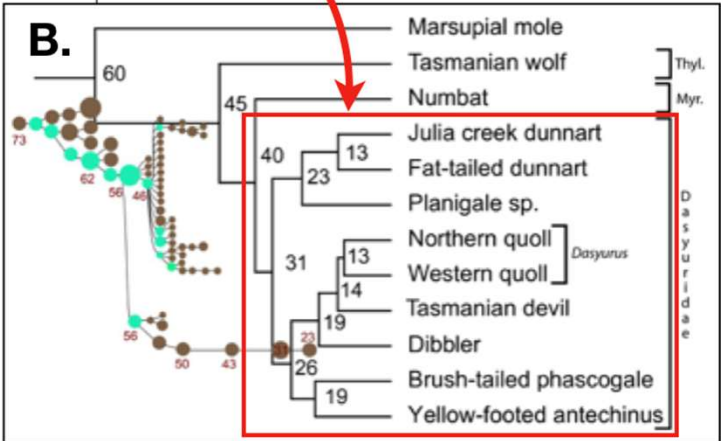 B.
Marsupial mole
60
Tasmanian wolf
Thyl.
45
Numbat
Myr.
73
40
Julia creek dunnart
13
Fat-tailed dunnart
62
23
56
46
Planigale sp.
Dasyuridae
Northern quoll
13
Dasyurus
31
Western quoll
14
Tasmanian devil
56
19
23
Dibbler
50
43
31
26
Brush-tailed phascogale
19
Yellow-footed antechinus